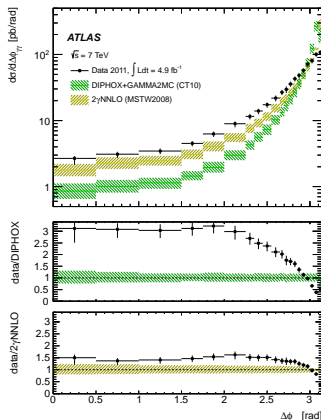 dσ/dΔφγγ [pb/rad]
ATLAS
√s = 7 TeV
Data 2011, ∫ Ldt = 4.9 fb⁻¹
DIPHOX+GAMMA2MC (CT10)
2γNNLO (MSTW2008)
10²
10
1
data/DIPHOX
3
2.5
2
1.5
1
0.5
0
data/2γNNLO
3
2.5
2
1.5
1
0.5
0
0 0.5 1 1.5 2 2.5 3
Δφ [rad]